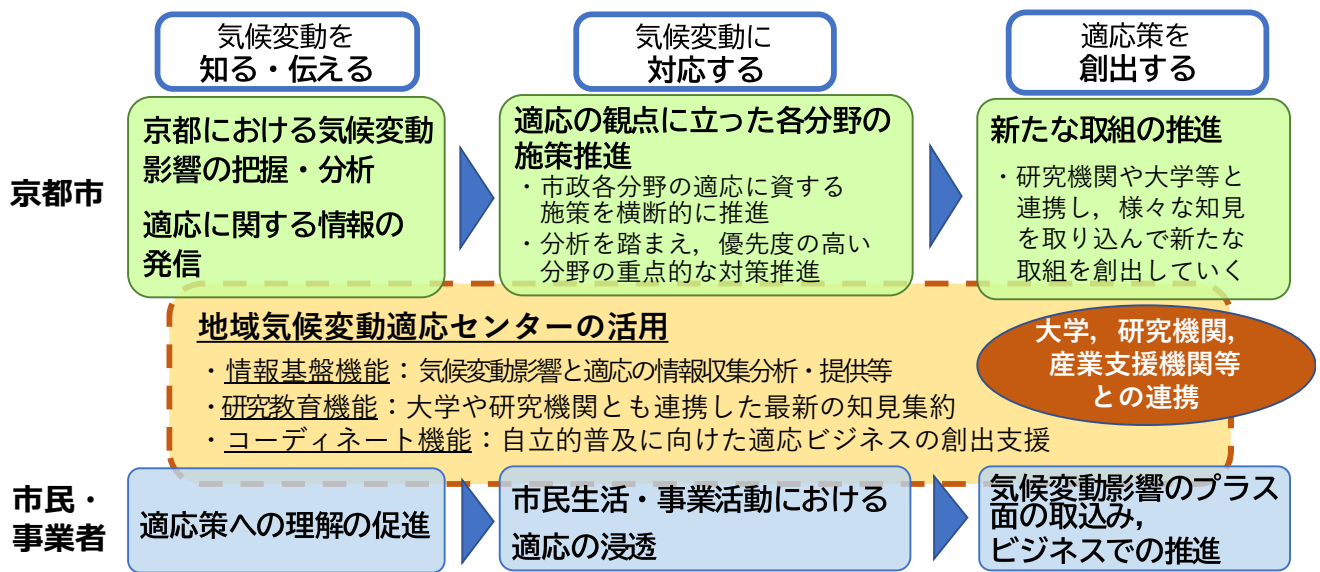 気候変動を
知る・伝える
気候変動に
対応する
適応策を
創出する
京都市
京都における気候変動
影響の把握・分析
適応に関する情報の
発信
適応の観点に立った各分野の
施策推進
・市政各分野の適応に資する
施策を横断的に推進
・分析を踏まえ，優先度の高い
分野の重点的な対策推進
新たな取組の推進
・研究機関や大学等と
連携し，様々な知見
を取り込んで新たな
取組を創出していく
地域気候変動適応センターの活用
・情報基盤機能：気候変動影響と適応の情報収集分析・提供等
・研究教育機能：大学や研究機関とも連携した最新の知見集約
・コーディネート機能：自立的普及に向けた適応ビジネスの創出支援
大学，研究機関，
産業支援機関等
との連携
市民・
事業者
適応策への理解の促進
市民生活・事業活動における
適応の浸透
気候変動影響のプラス
面の取込み，
ビジネスでの推進